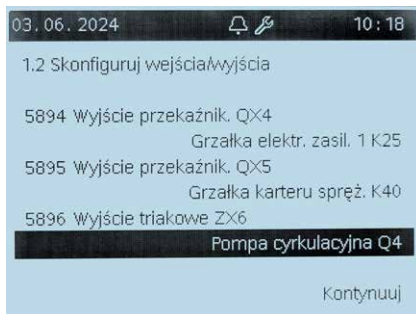 03.06.2024 10:18
1.2 Skonfiguruj wejścia/wyjścia
5894 Wyjście przekaźnik. QX4
Grzałka elektr. zasil. 1 K25
5895 Wyjście przekaźnik. QX5
Grzałka karteru spręż. K40
5896 Wyjście triakowe ZX6
Pompa cyrkulacyjna Q4
Kontynuuj